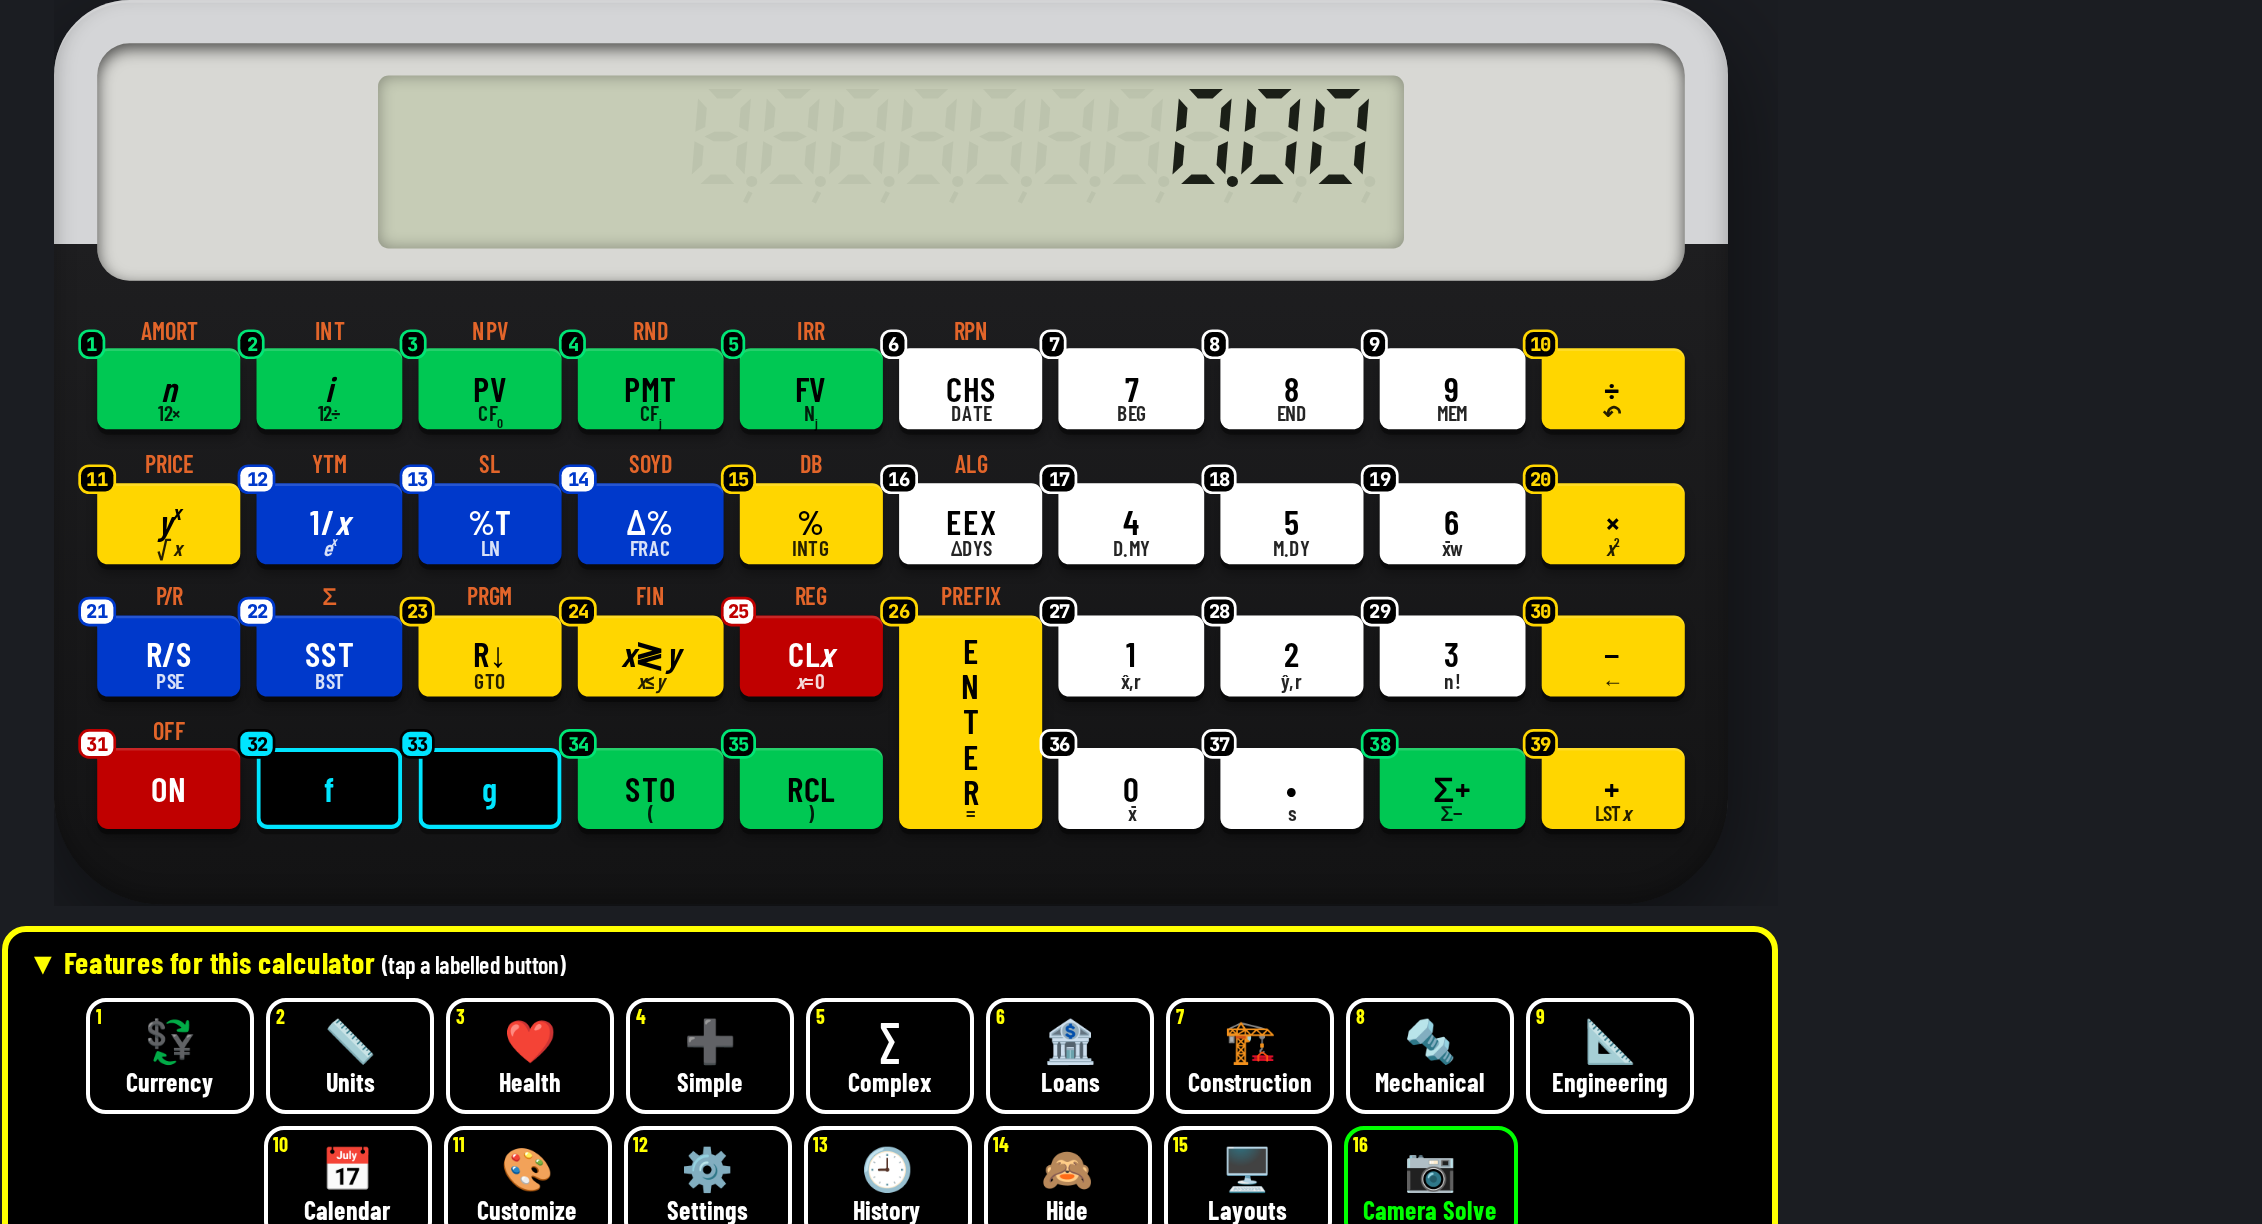 0.00
AMORT INT NPV RND IRR RPN
1 2 3 4 5 6 7 8 9 10
n i PV PMT FV CHS 7 8 9 ÷
12× 12÷ CF₀ CFⱼ Nⱼ DATE BEG END MEM ↶
PRICE YTM SL SOYD DB ALG
11 12 13 14 15 16 17 18 19 20
yˣ 1/x %T Δ% % EEX 4 5 6 ×
√x eˣ LN FRAC INTG ΔDYS D.MY M.DY x̄w x²
P/R Σ PRGM FIN REG PREFIX
21 22 23 24 25 26 27 28 29 30
R/S SST R↓ x≷y CLx ENTER 1 2 3 −
PSE BST GTO x≤y x=0 = x̂,r ŷ,r n! ←
OFF
31 32 33 34 35 36 37 38 39
ON f g STO RCL 0 • Σ+ +
( ) x̄ s Σ− LST x
▼ Features for this calculator (tap a labelled button)
1 2 3 4 5 6 7 8 9
$ ¥ Σ $
Currency Units Health Simple Complex Loans Construction Mechanical Engineering
10 11 12 13 14 15 16
July
17
Calendar Customize Settings History Hide Layouts Camera Solve